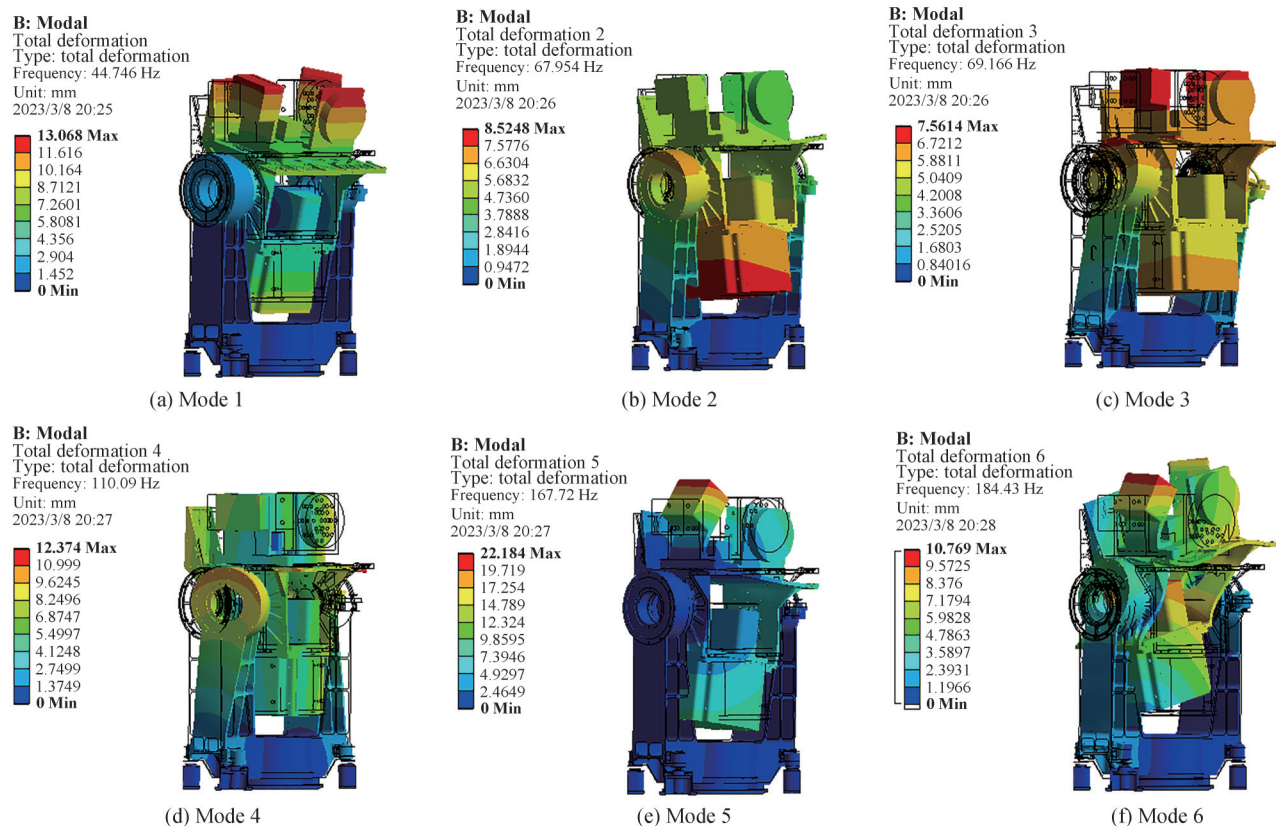 B: Modal
Total deformation
Type: total deformation
Frequency: 44.746 Hz
Unit: mm
2023/3/8 20:25
13.068 Max
11.616
10.164
8.7121
7.2601
5.8081
4.356
2.904
1.452
0 Min
(a) Mode 1
B: Modal
Total deformation 2
Type: total deformation
Frequency: 67.954 Hz
Unit: mm
2023/3/8 20:26
8.5248 Max
7.5776
6.6304
5.6832
4.7360
3.7888
2.8416
1.8944
0.9472
0 Min
(b) Mode 2
B: Modal
Total deformation 3
Type: total deformation
Frequency: 69.166 Hz
Unit: mm
2023/3/8 20:26
7.5614 Max
6.7212
5.8811
5.0409
4.2008
3.3606
2.5205
1.6803
0.84016
0 Min
(c) Mode 3
B: Modal
Total deformation 4
Type: total deformation
Frequency: 110.09 Hz
Unit: mm
2023/3/8 20:27
12.374 Max
10.999
9.6245
8.2496
6.8747
5.4997
4.1248
2.7499
1.3749
0 Min
(d) Mode 4
B: Modal
Total deformation 5
Type: total deformation
Frequency: 167.72 Hz
Unit: mm
2023/3/8 20:27
22.184 Max
19.719
17.254
14.789
12.324
9.8595
7.3946
4.9297
2.4649
0 Min
(e) Mode 5
B: Modal
Total deformation 6
Type: total deformation
Frequency: 184.43 Hz
Unit: mm
2023/3/8 20:28
10.769 Max
9.5725
8.376
7.1794
5.9828
4.7863
3.5897
2.3931
1.1966
0 Min
(f) Mode 6